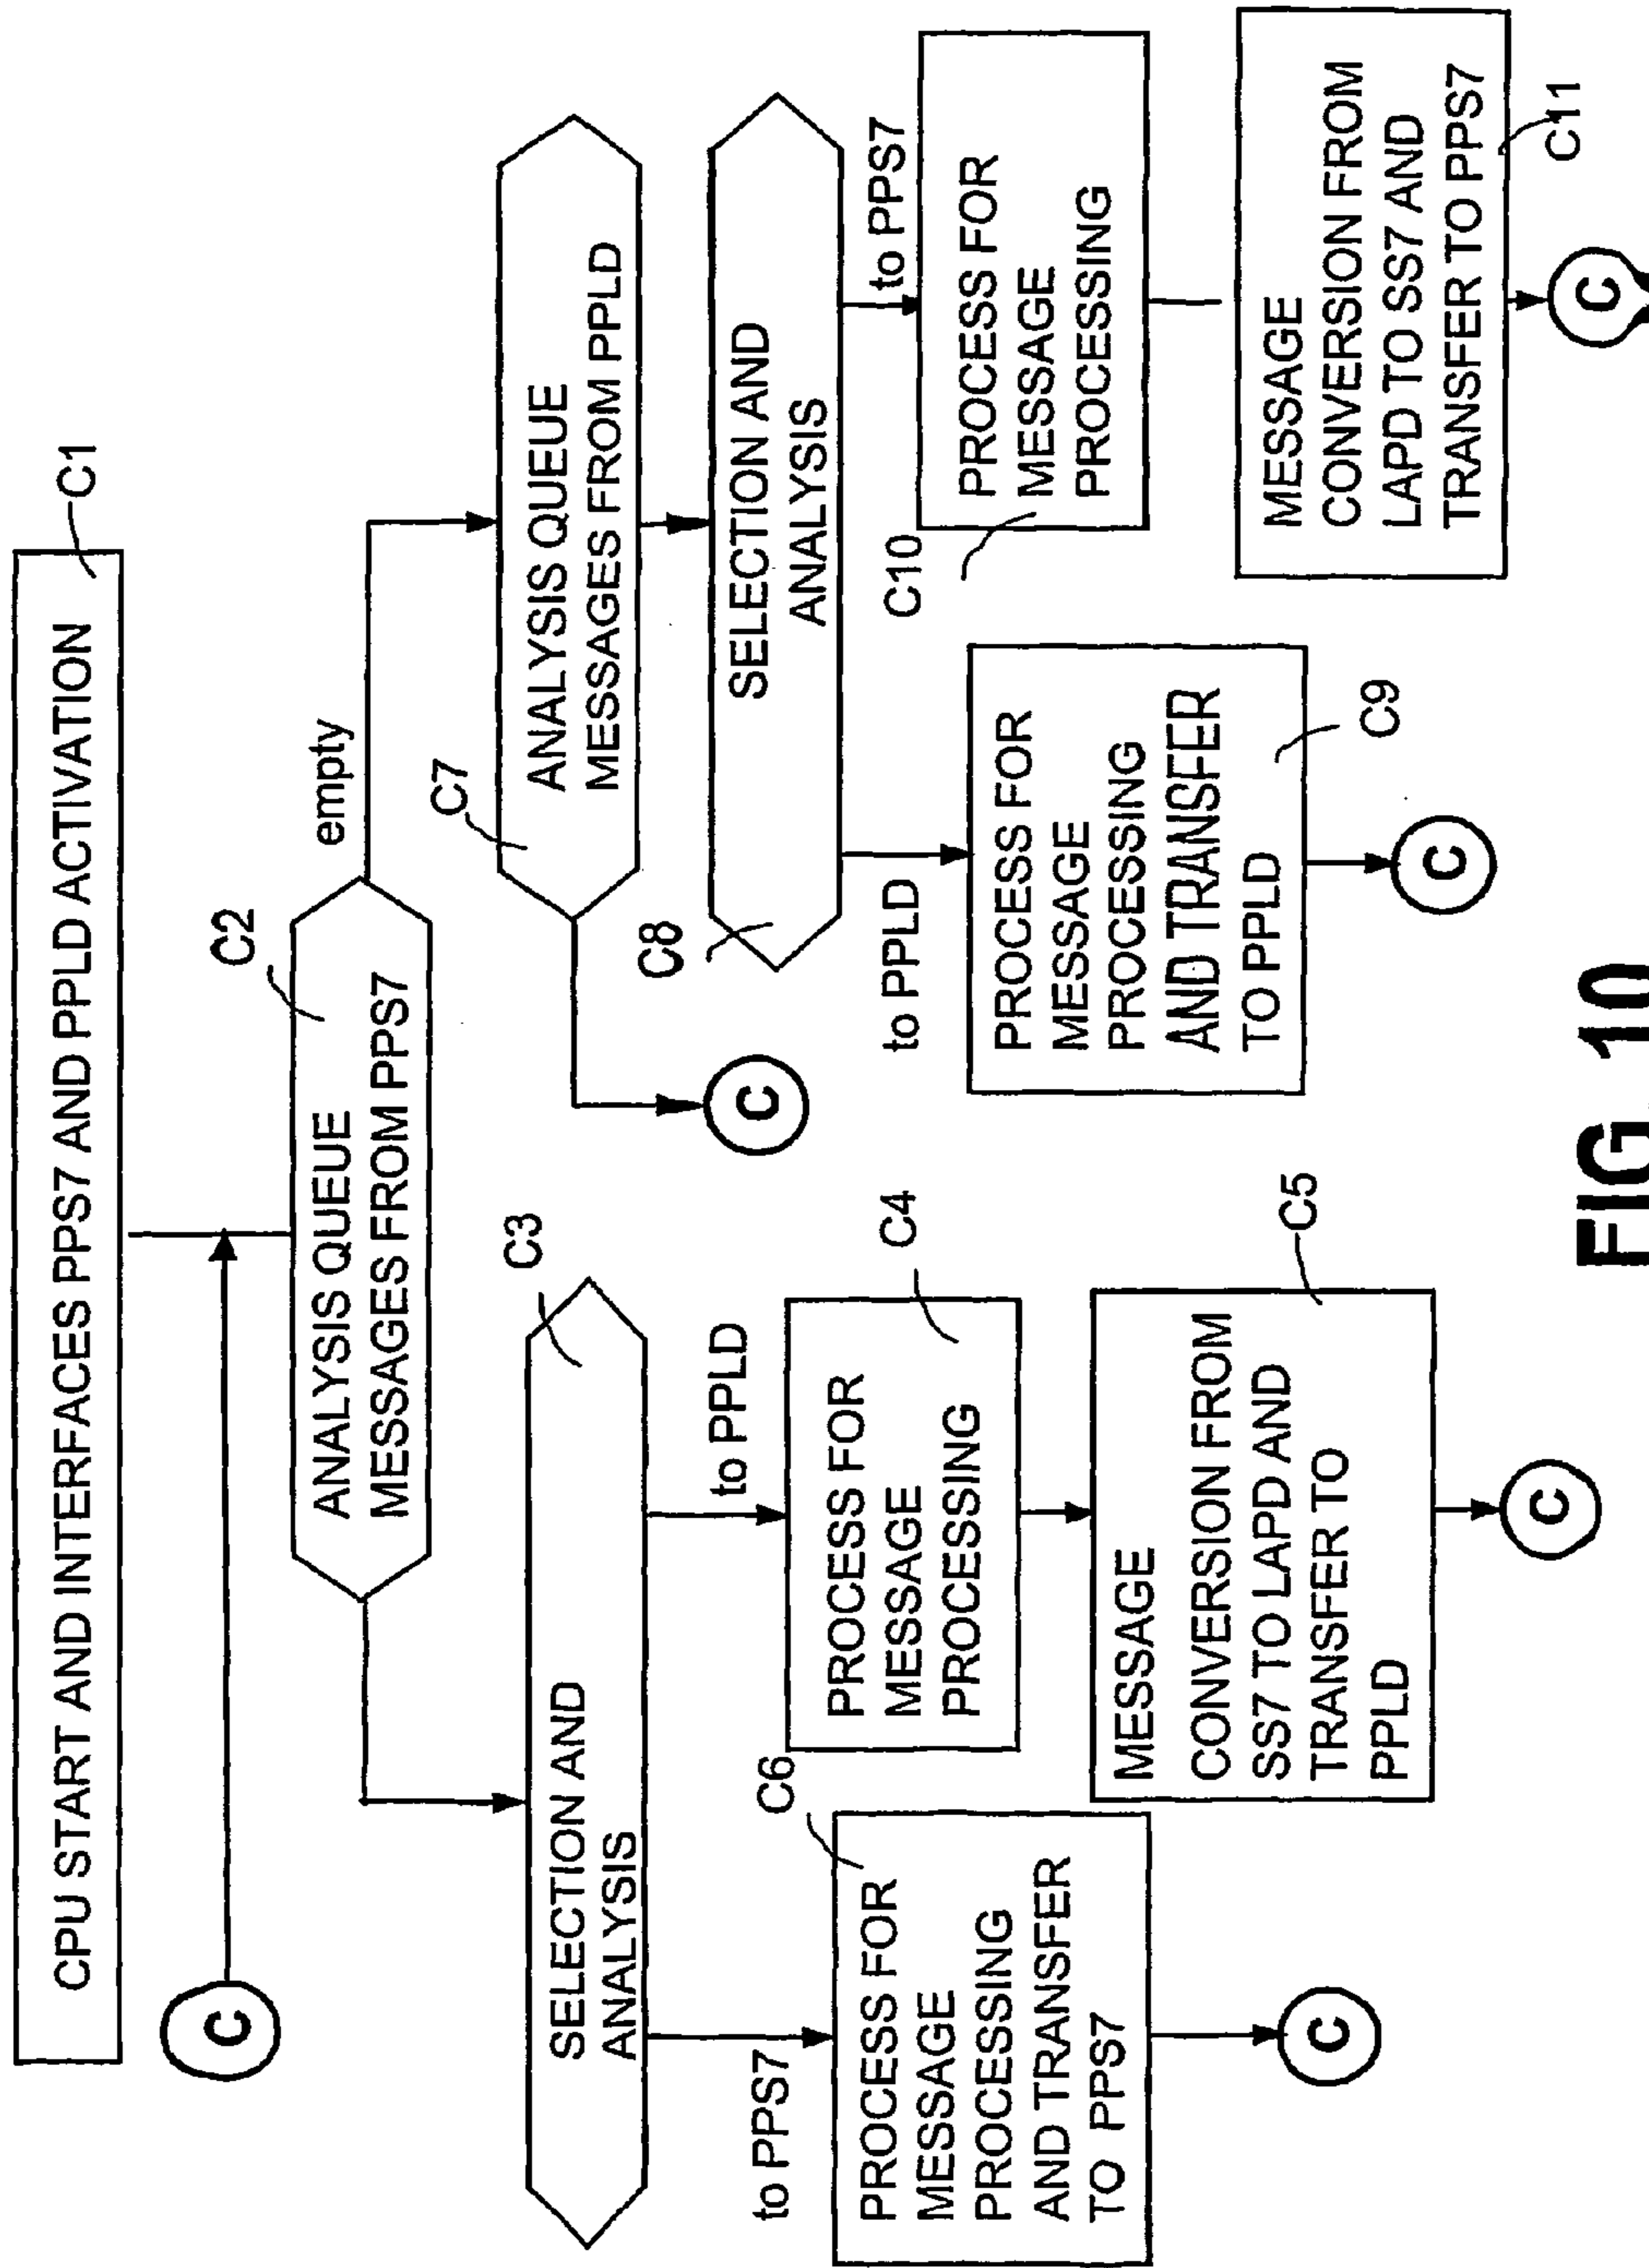 CPU START AND INTERFACES PPS7 AND PPLD ACTIVATION
C1
C
C2
ANALYSIS QUEUE
MESSAGES FROM PPS7
empty
C3
SELECTION AND
ANALYSIS
to PPS7
to PPLD
C6
PROCESS FOR
MESSAGE
PROCESSING
AND TRANSFER
TO PPS7
C
C4
PROCESS FOR
MESSAGE
PROCESSING
C5
MESSAGE
CONVERSION FROM
SS7 TO LAPD AND
TRANSFER TO
PPLD
C
C7
ANALYSIS QUEUE
MESSAGES FROM PPLD
C
C8
SELECTION AND
ANALYSIS
to PPLD
to PPS7
PROCESS FOR
MESSAGE
PROCESSING
AND TRANSFER
TO PPLD
C9
C
C10
PROCESS FOR
MESSAGE
PROCESSING
MESSAGE
CONVERSION FROM
LAPD TO SS7 AND
TRANSFER TO PPS7
C11
C
FIG. 10